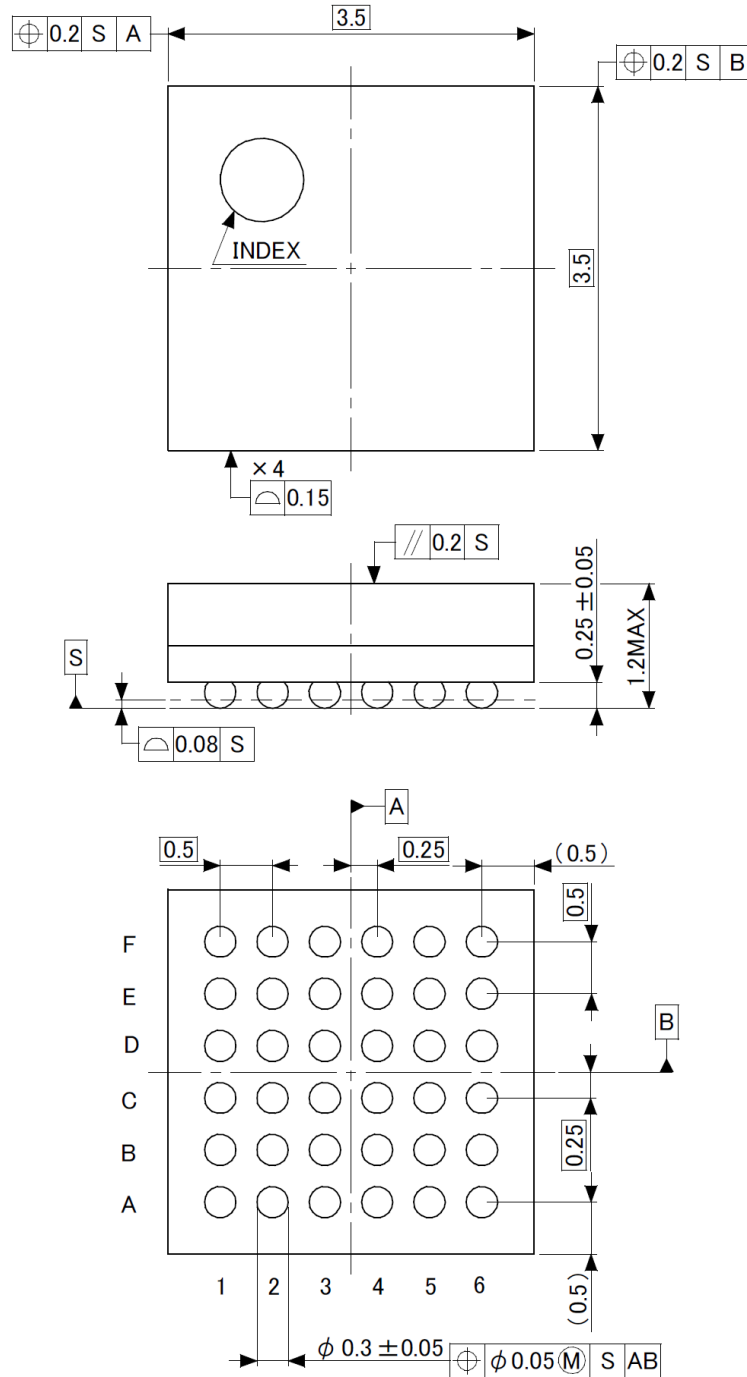 3.5
⌖ 0.2 S A
⌖ 0.2 S B
INDEX
3.5
×4
⌓ 0.15
// 0.2 S
0.25 ±0.05
1.2MAX
S
⌓ 0.08 S
A
0.5
0.25
(0.5)
0.5
F
E
D
B
C
B
0.25
A
1 2 3 4 5 6
(0.5)
φ 0.3 ±0.05
⌖ φ 0.05 Ⓜ S AB